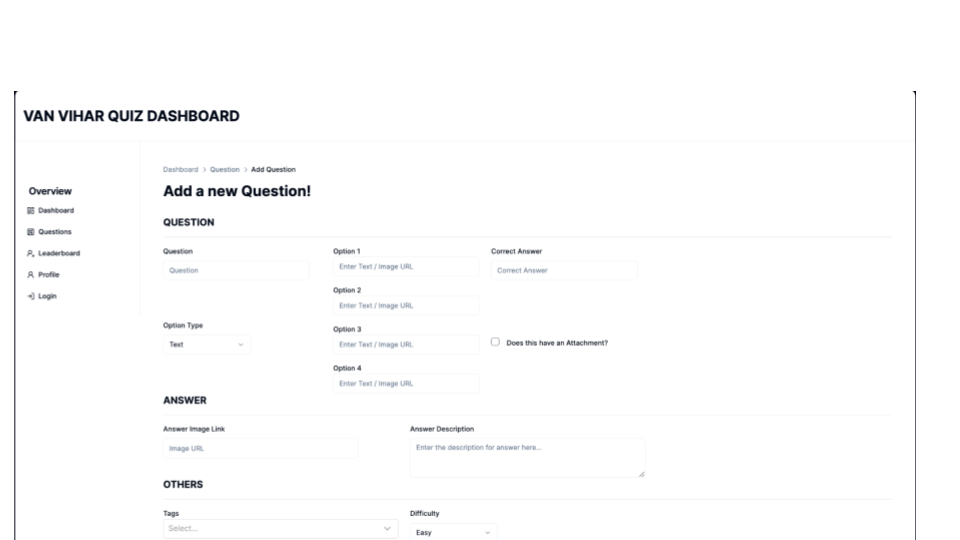 VAN VIHAR QUIZ DASHBOARD
Overview
Dashboard
Questions
Leaderboard
Profile
Login
Dashboard > Question > Add Question
Add a new Question!
QUESTION
Question
Question
Option Type
Text
Option 1
Enter Text / Image URL
Option 2
Enter Text / Image URL
Option 3
Enter Text / Image URL
Option 4
Enter Text / Image URL
Correct Answer
Correct Answer
Does this have an Attachment?
ANSWER
Answer Image Link
Image URL
Answer Description
Enter the description for answer here...
OTHERS
Tags
Select...
Difficulty
Easy